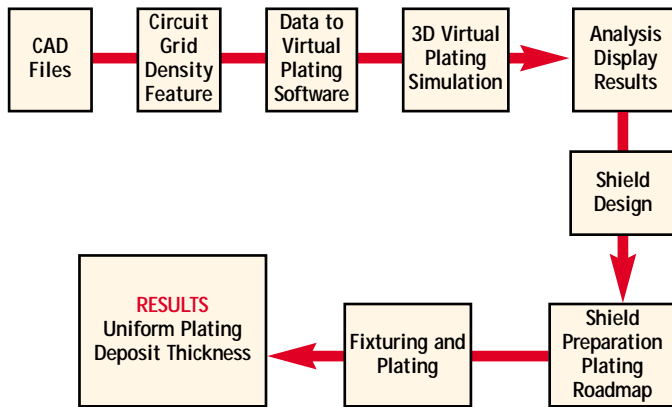 CAD
Files
Circuit
Grid
Density
Feature
Data to
Virtual
Plating
Software
3D Virtual
Plating
Simulation
Analysis
Display
Results
Shield
Design
Shield
Preparation
Plating
Roadmap
Fixturing and
Plating
RESULTS
Uniform Plating
Deposit Thickness